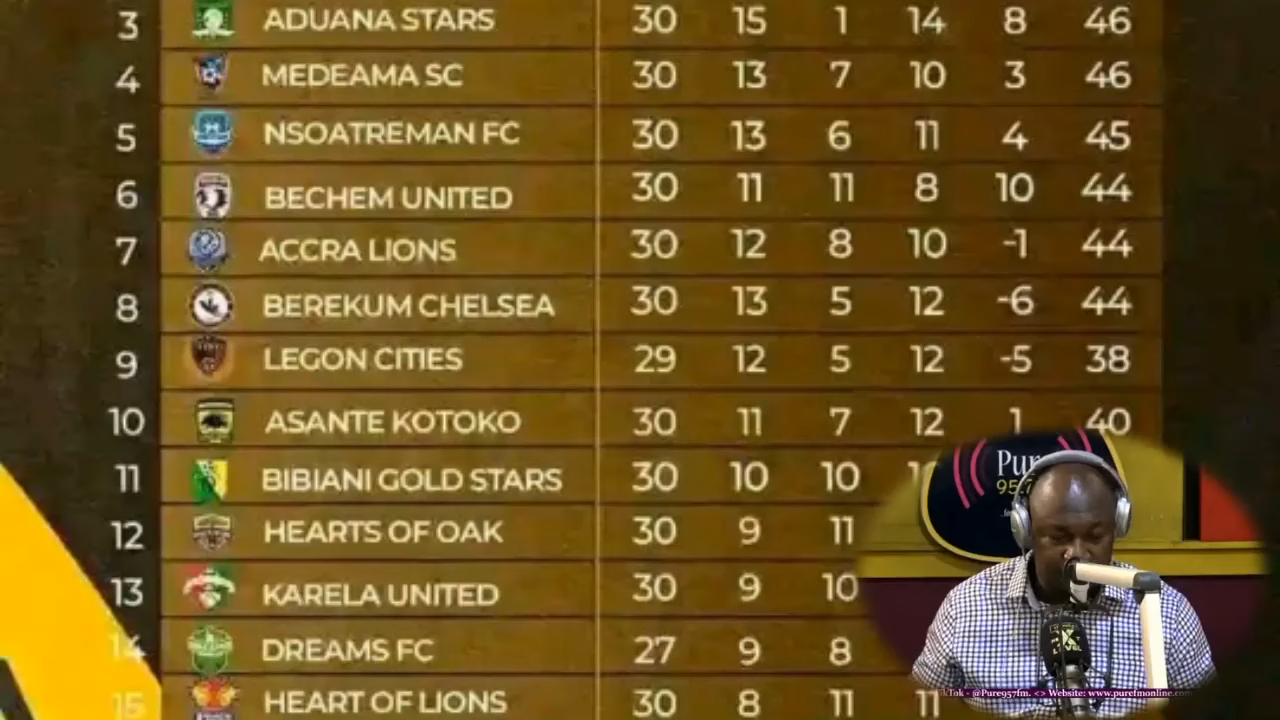 3 ADUANA STARS 30 15 1 14 8 46
4 MEDEAMA SC 30 13 7 10 3 46
5 NSOATREMAN FC 30 13 6 11 4 45
6 BECHEM UNITED 30 11 11 8 10 44
7 ACCRA LIONS 30 12 8 10 -1 44
8 BEREKUM CHELSEA 30 13 5 12 -6 44
9 LEGON CITIES 29 12 5 12 -5 38
10 ASANTE KOTOKO 30 11 7 12 1 40
11 BIBIANI GOLD STARS 30 10 10
12 HEARTS OF OAK 30 9 11
13 KARELA UNITED 30 9 10
14 DREAMS FC 27 9 8
15 HEART OF LIONS 30 8 11 11
Pure
95.7
LEVEL
- @Pure957fm. <> Website: www.purefmonline.com